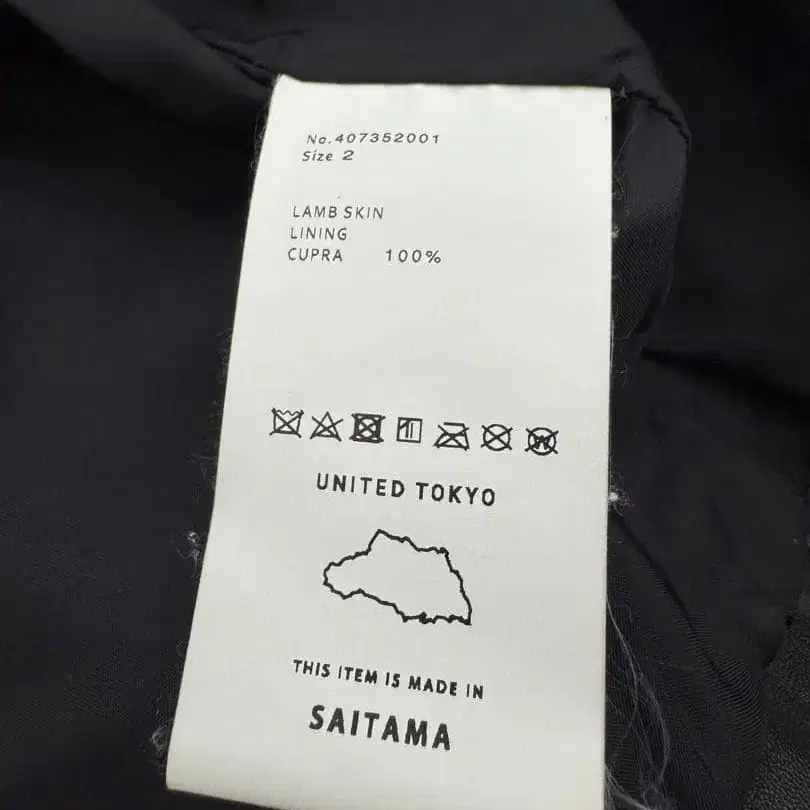 No.407352001
Size 2
LAMB SKIN
LINING
CUPRA 100%
UNITED TOKYO
THIS ITEM IS MADE IN
SAITAMA